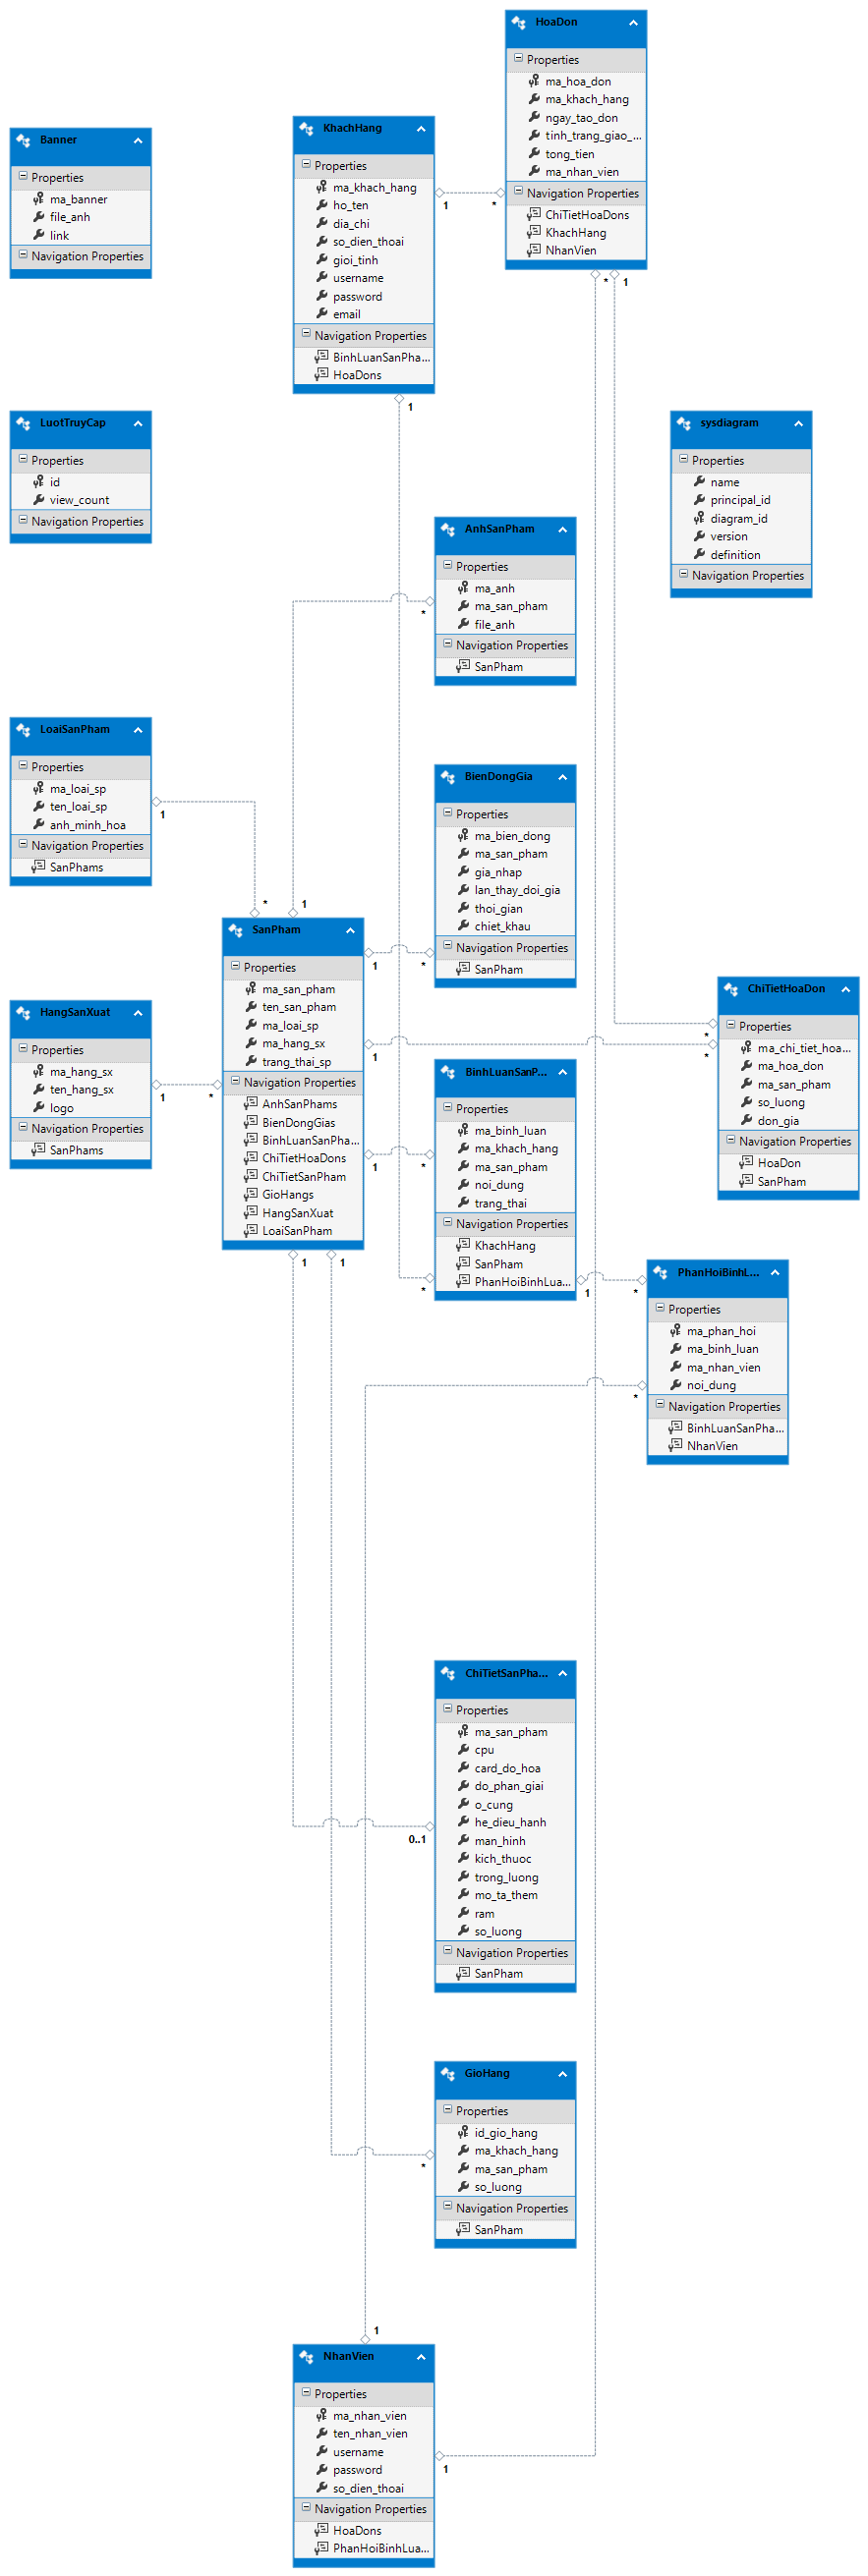 HoaDon
Properties
ma_hoa_don
ma_khach_hang
ngay_tao_don
tinh_trang_giao_...
tong_tien
ma_nhan_vien
Navigation Properties
ChiTietHoaDons
KhachHang
NhanVien
* 1
KhachHang
Properties
ma_khach_hang
ho_ten
dia_chi
so_dien_thoai
gioi_tinh
username
password
email
Navigation Properties
BinhLuanSanPha...
HoaDons
1 *
1
Banner
Properties
ma_banner
file_anh
link
Navigation Properties
LuotTruyCap
Properties
id
view_count
Navigation Properties
sysdiagram
Properties
name
principal_id
diagram_id
version
definition
Navigation Properties
AnhSanPham
Properties
ma_anh
ma_san_pham
file_anh
Navigation Properties
SanPham
*
LoaiSanPham
Properties
ma_loai_sp
ten_loai_sp
anh_minh_hoa
Navigation Properties
SanPhams
1
* 1
BienDongGia
Properties
ma_bien_dong
ma_san_pham
gia_nhap
lan_thay_doi_gia
thoi_gian
chiet_khau
Navigation Properties
SanPham
1 *
SanPham
Properties
ma_san_pham
ten_san_pham
ma_loai_sp
ma_hang_sx
trang_thai_sp
Navigation Properties
AnhSanPhams
BienDongGias
BinhLuanSanPha...
ChiTietHoaDons
ChiTietSanPham
GioHangs
HangSanXuat
LoaiSanPham
1 1
HangSanXuat
Properties
ma_hang_sx
ten_hang_sx
logo
Navigation Properties
SanPhams
1 *
ChiTietHoaDon
Properties
ma_chi_tiet_hoa...
ma_hoa_don
ma_san_pham
so_luong
don_gia
Navigation Properties
HoaDon
SanPham
*
1 *
BinhLuanSanP...
Properties
ma_binh_luan
ma_khach_hang
ma_san_pham
noi_dung
trang_thai
Navigation Properties
KhachHang
SanPham
PhanHoiBinhLua...
1 *
*
1 *
PhanHoiBinhL...
Properties
ma_phan_hoi
ma_binh_luan
ma_nhan_vien
noi_dung
Navigation Properties
BinhLuanSanPha...
NhanVien
*
ChiTietSanPha...
Properties
ma_san_pham
cpu
card_do_hoa
do_phan_giai
o_cung
he_dieu_hanh
man_hinh
kich_thuoc
trong_luong
mo_ta_them
ram
so_luong
Navigation Properties
SanPham
0..1
GioHang
Properties
id_gio_hang
ma_khach_hang
ma_san_pham
so_luong
Navigation Properties
SanPham
*
1
NhanVien
Properties
ma_nhan_vien
ten_nhan_vien
username
password
so_dien_thoai
Navigation Properties
HoaDons
PhanHoiBinhLua...
1